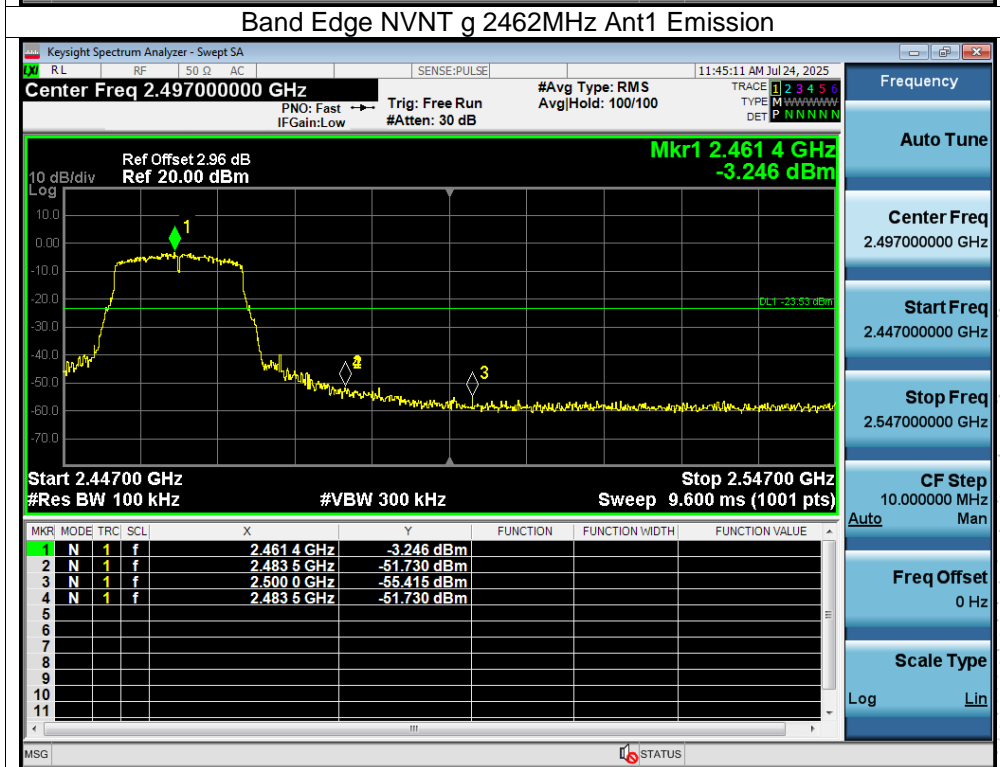 Band Edge NVNT g 2462MHz Ant1 Emission
Keysight Spectrum Analyzer - Swept SA
LXI RL RF 50 Ω AC SENSE:PULSE 11:45:11 AM Jul 24, 2025
Center Freq 2.497000000 GHz #Avg Type: RMS TRACE 1 2 3 4 5 6
PNO: Fast Trig: Free Run Avg|Hold: 100/100 TYPE M WWWWW
IFGain:Low #Atten: 30 dB DET P N N N N N
Frequency
Auto Tune
Center Freq
2.497000000 GHz
Start Freq
2.447000000 GHz
Stop Freq
2.547000000 GHz
CF Step
10.000000 MHz
Auto Man
Freq Offset
0 Hz
Scale Type
Log Lin
Mkr1 2.461 4 GHz
-3.246 dBm
Ref Offset 2.96 dB
10 dB/div Ref 20.00 dBm
Log
10.0
0.00
-10.0
-20.0
-30.0
-40.0
-50.0
-60.0
-70.0
1
DL1 -23.53 dBm
3
Start 2.44700 GHz Stop 2.54700 GHz
#Res BW 100 kHz #VBW 300 kHz Sweep 9.600 ms (1001 pts)
MKR MODE TRC SCL X Y FUNCTION FUNCTION WIDTH FUNCTION VALUE
1 N 1 f 2.461 4 GHz -3.246 dBm
2 N 1 f 2.483 5 GHz -51.730 dBm
3 N 1 f 2.500 0 GHz -55.415 dBm
4 N 1 f 2.483 5 GHz -51.730 dBm
5
6
7
8
9
10
11
MSG STATUS